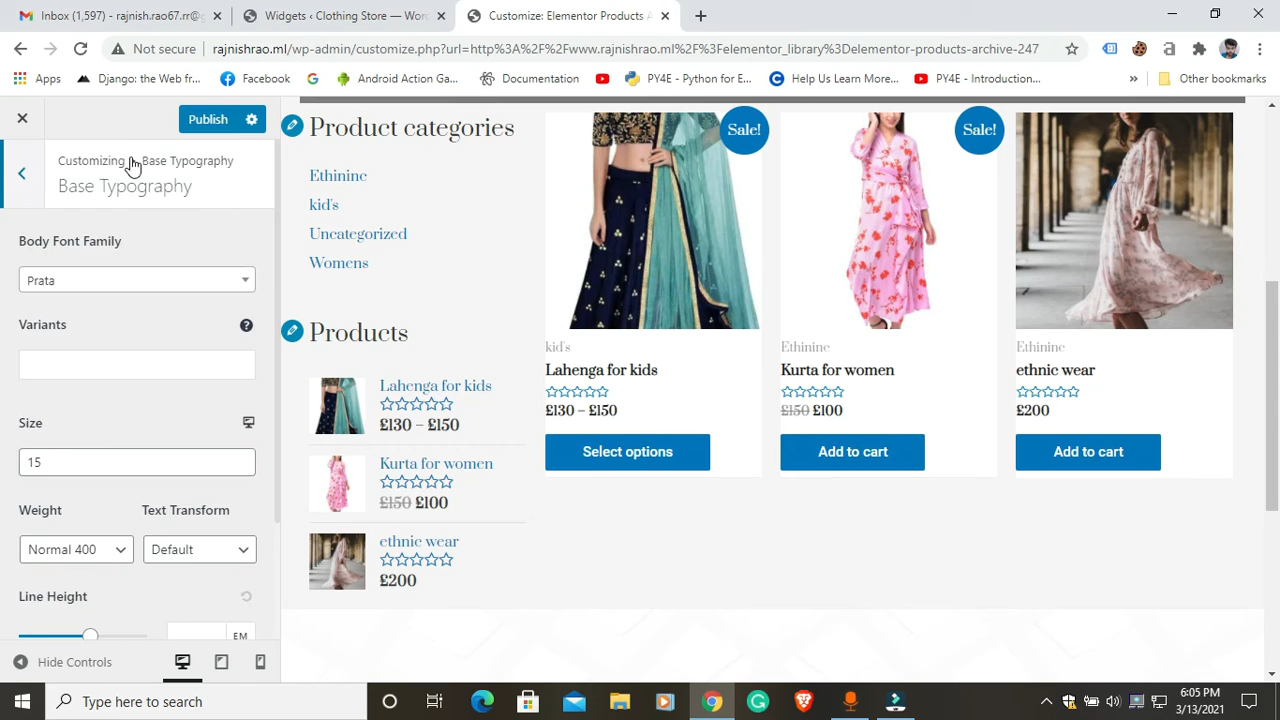 Inbox (1,597) - rajnish.rao67.rr@g
Widgets ‹ Clothing Store — Word
Customize: Elementor Products A
Not secure
rajnishrao.ml/wp-admin/customize.php?url=http%3A%2F%2Fwww.rajnishrao.ml%2F%3Felementor_library%3Delementor-products-archive-247
Apps
Django: the Web fr...
Facebook
Android Action Ga...
Documentation
PY4E - Python for E...
Help Us Learn More...
PY4E - Introduction...
Other bookmarks
Publish
Customizing
Base Typography
Base Typography
Body Font Family
Prata
Variants
Size
15
Weight
Text Transform
Normal 400
Default
Line Height
EM
Hide Controls
Product categories
Ethinine
kid's
Uncategorized
Womens
Products
Lahenga for kids
£130 – £150
Kurta for women
£150 £100
ethnic wear
£200
kid's
Lahenga for kids
£130 – £150
Select options
Sale!
Ethinine
Kurta for women
£150 £100
Add to cart
Sale!
Ethinine
ethnic wear
£200
Add to cart
Type here to search
6:05 PM
3/13/2021